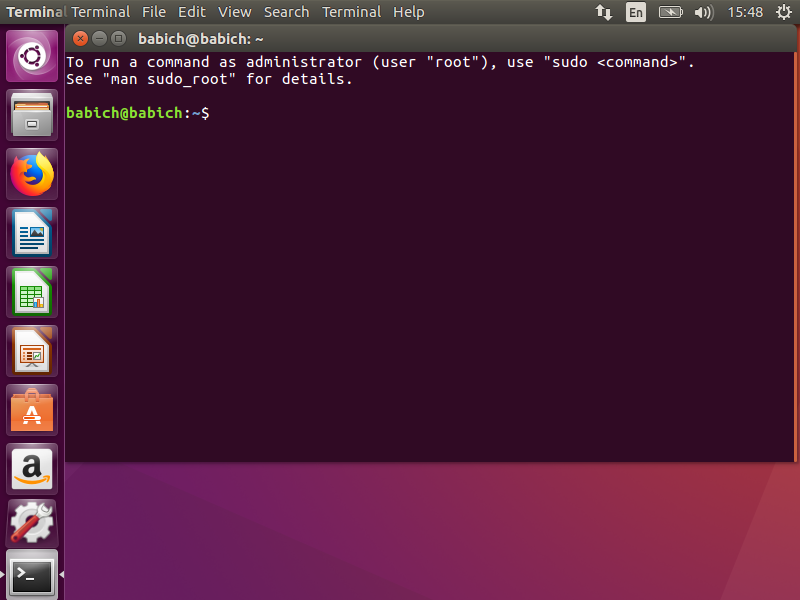 Terminal Terminal File Edit View Search Terminal Help En 15:48
babich@babich: ~
To run a command as administrator (user "root"), use "sudo <command>".
See "man sudo_root" for details.
babich@babich:~$
A
a
>_